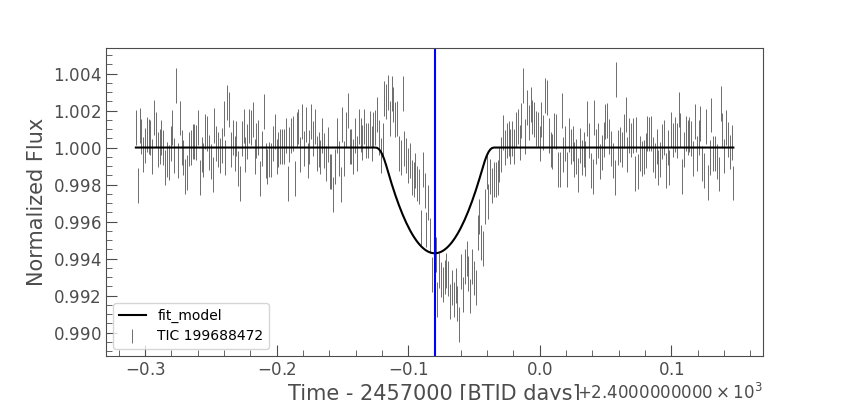 1.004
1.002
1.000
0.998
0.996
0.994
0.992
0.990
Normalized Flux
fit_model
TIC 199688472
−0.3
−0.2
−0.1
0.0
0.1
Time - 2457000 [BTJD days]
+2.4000000000 × 10³